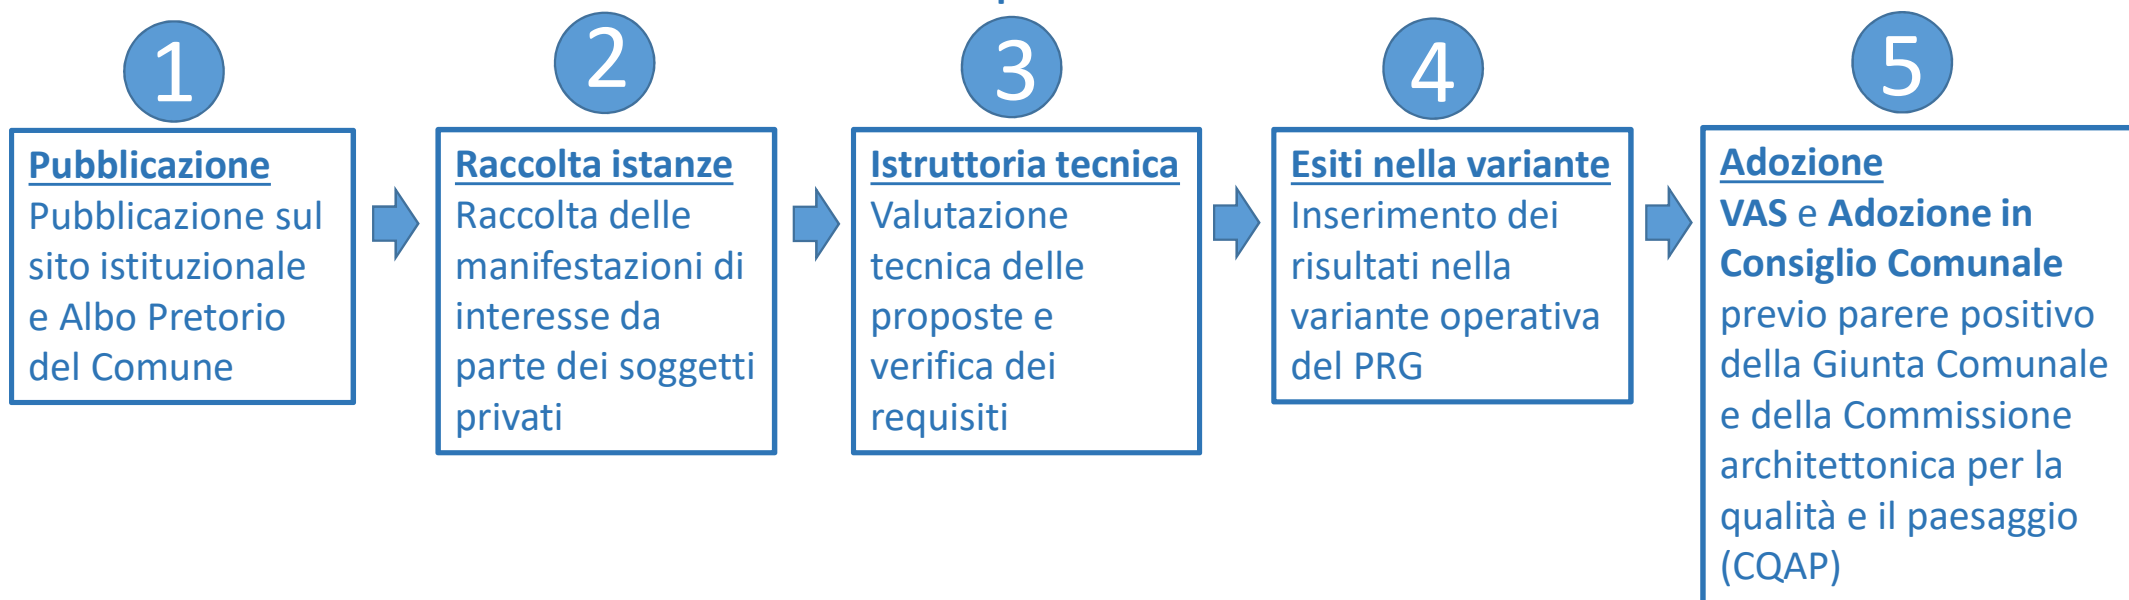 1
Pubblicazione
Pubblicazione sul
sito istituzionale
e Albo Pretorio
del Comune
2
Raccolta istanze
Raccolta delle
manifestazioni di
interesse da
parte dei soggetti
privati
3
Istruttoria tecnica
Valutazione
tecnica delle
proposte e
verifica dei
requisiti
4
Esiti nella variante
Inserimento dei
risultati nella
variante operativa
del PRG
5
Adozione
VAS e Adozione in
Consiglio Comunale
previo parere positivo
della Giunta Comunale
e della Commissione
architettonica per la
qualità e il paesaggio
(CQAP)